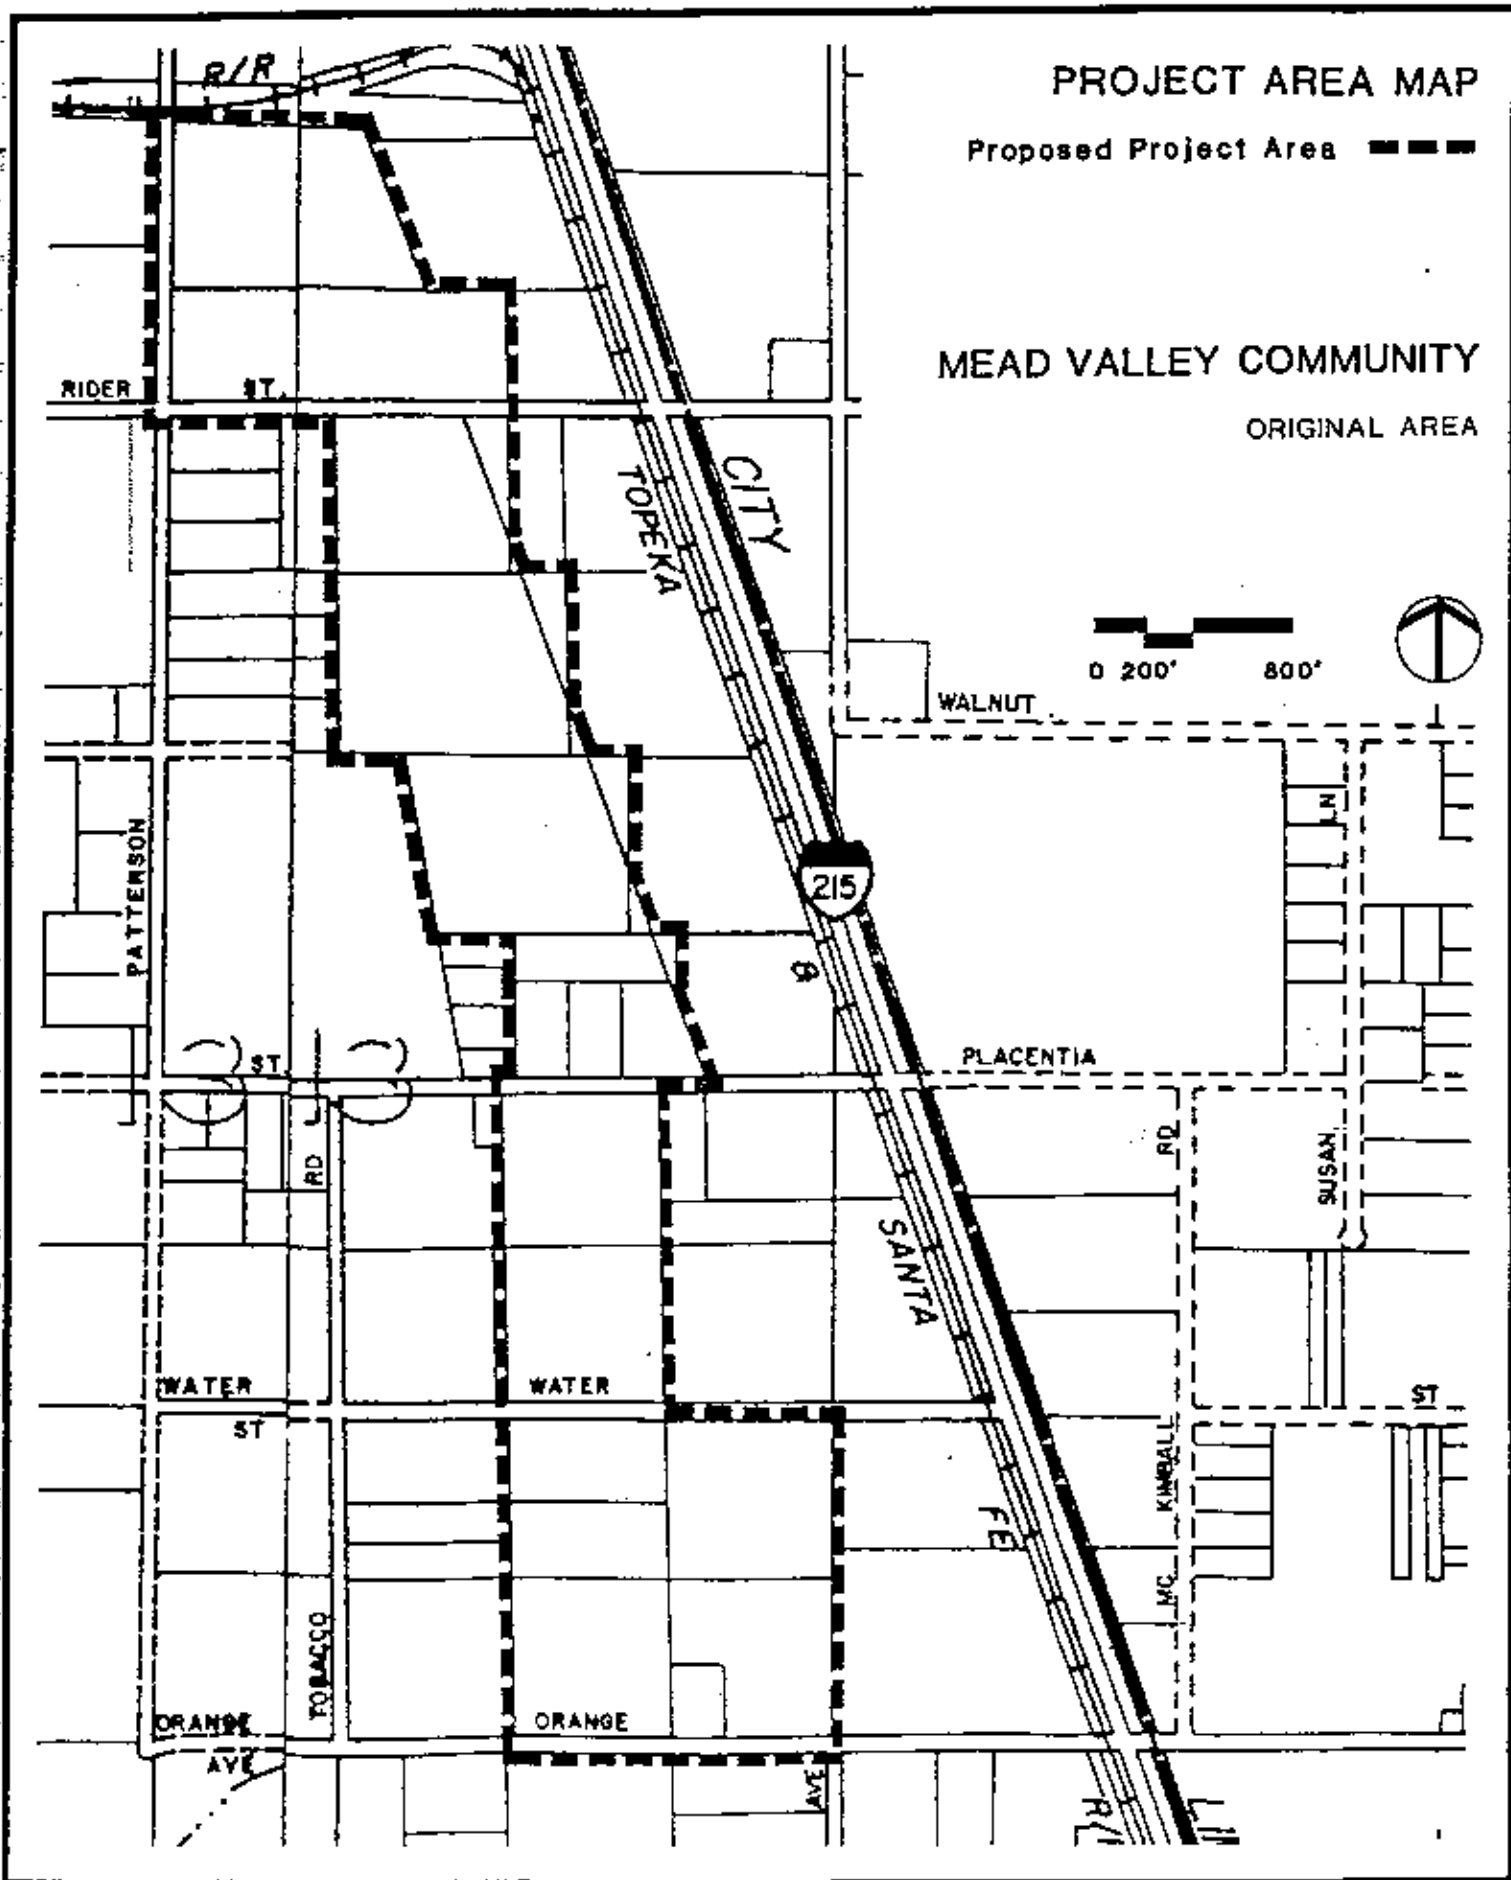 R/R
PROJECT AREA MAP
Proposed Project Area
MEAD VALLEY COMMUNITY
RIDER ST.
ORIGINAL AREA
CITY
TOPEKA
0 200' 800'
WALNUT
LN
PATTERSON
215
&
ST.
PLACENTIA
RD
RD
SUSAN
SANTA
WATER
WATER
ST
ST
KIMBALL
FE
MC
TOBACCO
ORANGE
ORANGE
AVE
AVE